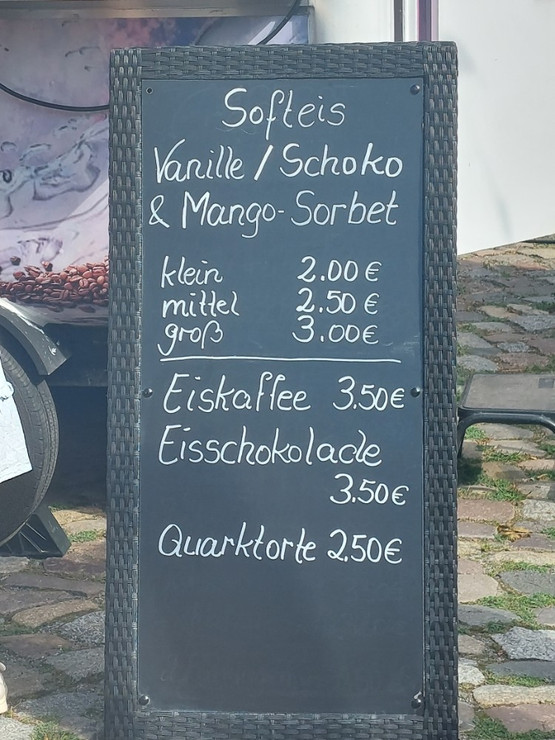 Softeis
Vanille / Schoko
& Mango-Sorbet
klein 2.00 €
mittel 2.50 €
groß 3.00 €
Eiskaffee 3.50 €
Eisschokolade
3.50 €
Quarktorte 2.50 €